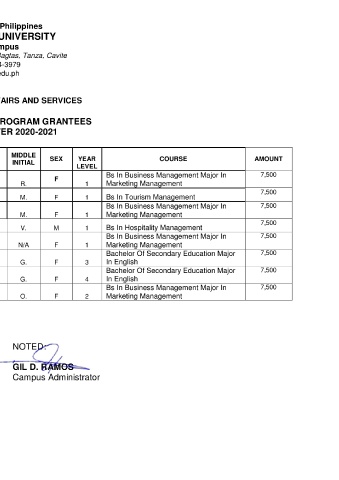 Philippines
UNIVERSITY
mpus
Bagtas, Tanza, Cavite
-3979
edu.ph
AIRS AND SERVICES
ROGRAM GRANTEES
ER 2020-2021
MIDDLE INITIAL SEX YEAR LEVEL COURSE AMOUNT
R. F 1 Bs In Business Management Major In 7,500
Marketing Management
M. F 1 Bs In Tourism Management 7,500
M. F 1 Bs In Business Management Major In 7,500
Marketing Management
V. M 1 Bs In Hospitality Management 7,500
N/A F 1 Bs In Business Management Major In 7,500
Marketing Management
G. F 3 Bachelor Of Secondary Education Major 7,500
In English
G. F 4 Bachelor Of Secondary Education Major 7,500
In English
O. F 2 Bs In Business Management Major In 7,500
Marketing Management
NOTED:
GIL D. RAMOS
Campus Administrator